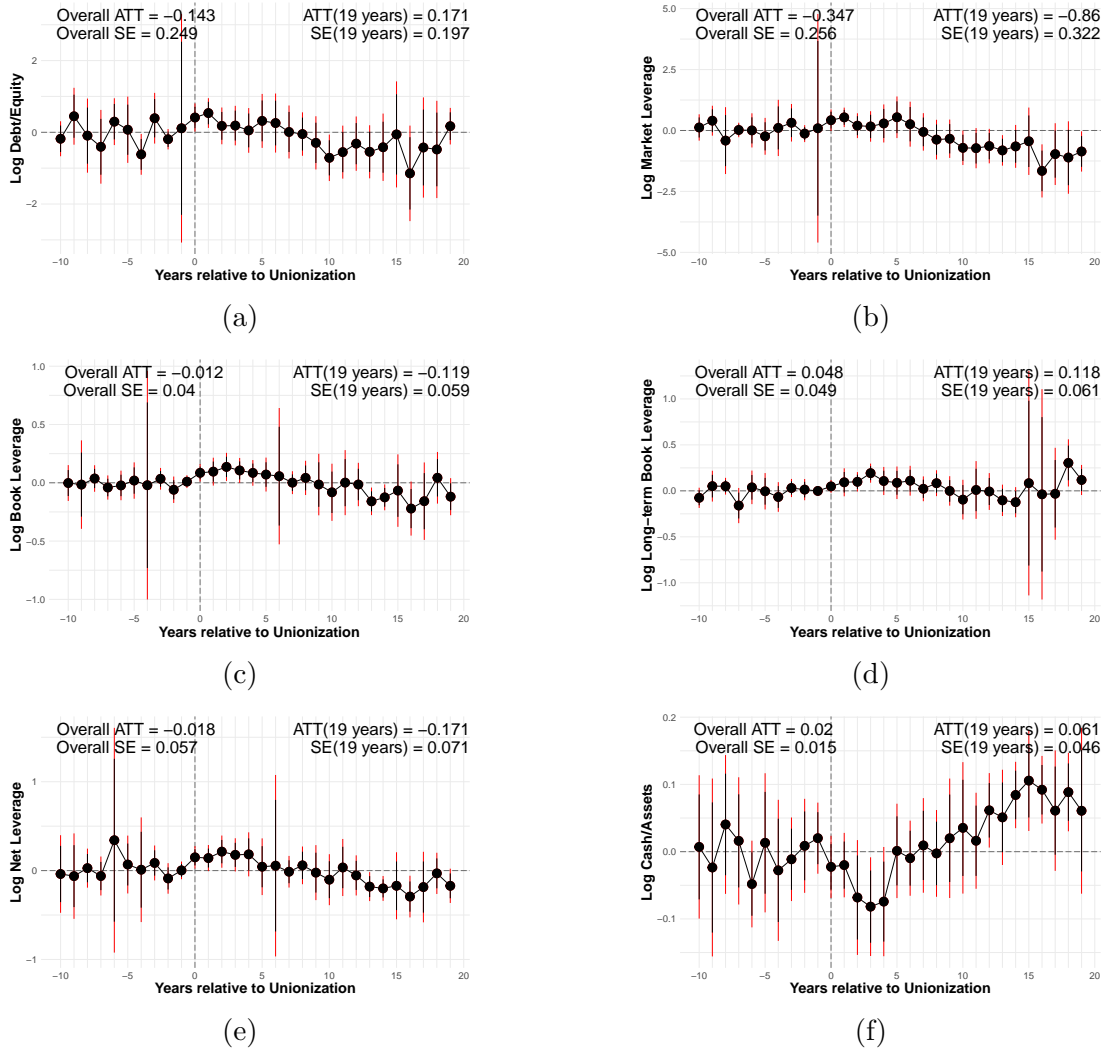 Overall ATT = −0.143 ATT(19 years) = 0.171
Overall SE = 0.249 SE(19 years) = 0.197
Log Debt/Equity
2
0
−2
−10 −5 0 5 10 15 20
Years relative to Unionization
(a)
Overall ATT = −0.347 ATT(19 years) = −0.86
Overall SE = 0.256 SE(19 years) = 0.322
Log Market Leverage
5.0
2.5
0.0
−2.5
−5.0
−10 −5 0 5 10 15 20
Years relative to Unionization
(b)
Overall ATT = −0.012 ATT(19 years) = −0.119
Overall SE = 0.04 SE(19 years) = 0.059
Log Book Leverage
1.0
0.5
0.0
−0.5
−1.0
−10 −5 0 5 10 15 20
Years relative to Unionization
(c)
Overall ATT = 0.048 ATT(19 years) = 0.118
Overall SE = 0.049 SE(19 years) = 0.061
Log Long−term Book Leverage
1.0
0.5
0.0
−0.5
−1.0
−10 −5 0 5 10 15 20
Years relative to Unionization
(d)
Overall ATT = −0.018 ATT(19 years) = −0.171
Overall SE = 0.057 SE(19 years) = 0.071
Log Net Leverage
1
0
−1
−10 −5 0 5 10 15 20
Years relative to Unionization
(e)
Overall ATT = 0.02 ATT(19 years) = 0.061
Overall SE = 0.015 SE(19 years) = 0.046
Log Cash/Assets
0.2
0.1
0.0
−0.1
−10 −5 0 5 10 15 20
Years relative to Unionization
(f)